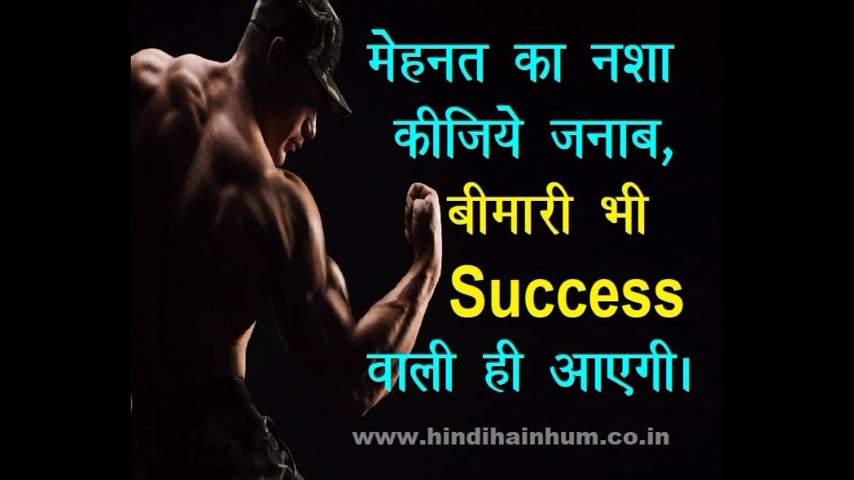 मेहनत का नशा
कीजिये जनाब,
बीमारी भी
Success
वाली ही आएगी।
www.hindihainhum.co.in